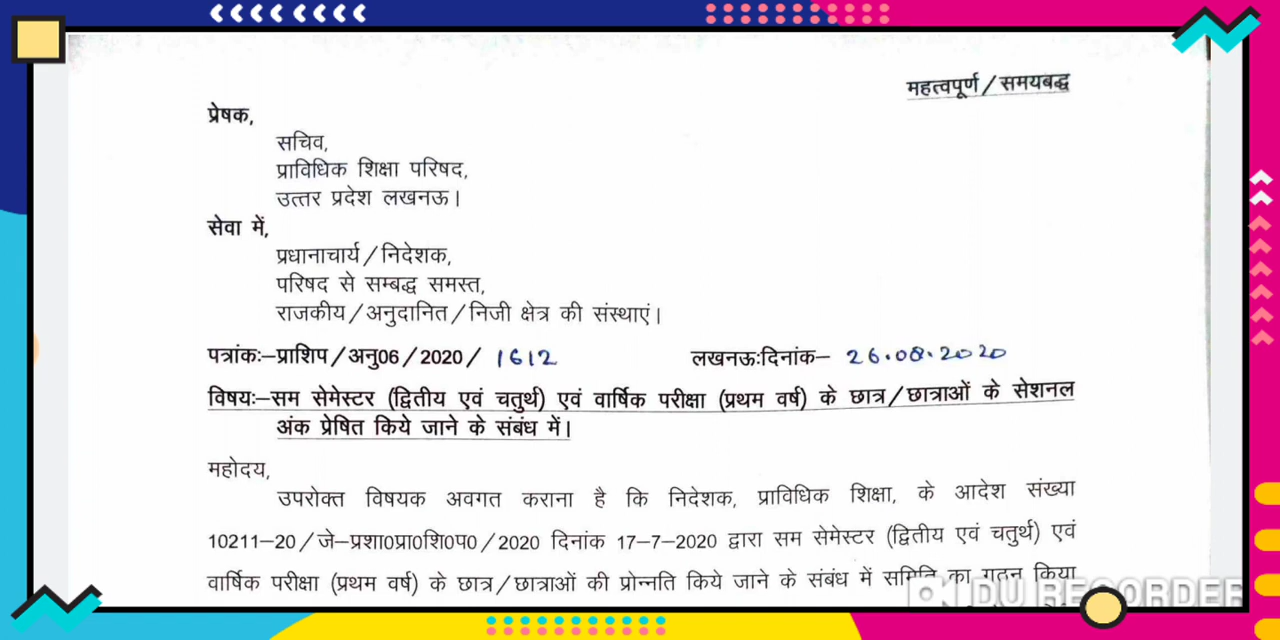 महत्वपूर्ण/समयबद्ध
प्रेषक,
सचिव,
प्राविधिक शिक्षा परिषद,
उत्तर प्रदेश लखनऊ।
सेवा में,
प्रधानाचार्य/निदेशक,
परिषद से सम्बद्ध समस्त,
राजकीय/अनुदानित/निजी क्षेत्र की संस्थाएं।
पत्रांकः–प्राशिप/अनु06/2020/ 1612 लखनऊःदिनांक– 26.08.2020
विषयः–सम सेमेस्टर (द्वितीय एवं चतुर्थ) एवं वार्षिक परीक्षा (प्रथम वर्ष) के छात्र/छात्राओं के सेशनल
अंक प्रेषित किये जाने के संबंध में।
महोदय,
उपरोक्त विषयक अवगत कराना है कि निदेशक, प्राविधिक शिक्षा, के आदेश संख्या
10211–20/जे–प्रशा0प्रा0शि0प0/2020 दिनांक 17–7–2020 द्वारा सम सेमेस्टर (द्वितीय एवं चतुर्थ) एवं
वार्षिक परीक्षा (प्रथम वर्ष) के छात्र/छात्राओं की प्रोन्नति किये जाने के संबंध में समिति का गठन किया
DU RECORDER